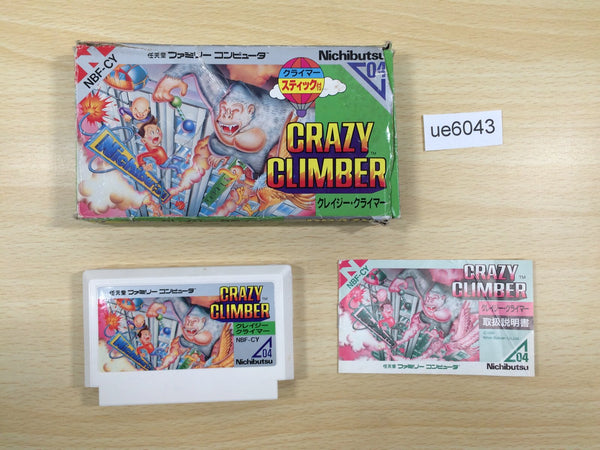 任天堂 ファミリー コンピュータ
Nichibutsu
NBF-CY
04
クライマー
スティック付
CRAZY
CLIMBER
TM
クレイジー・クライマー
Nichibutsu
ue6043
任天堂 ファミリー コンピュータ
CRAZY
CLIMBER
クレイジー
クライマー
NBF-CY
04
Nichibutsu
NBF-CY
CRAZY
CLIMBER
TM
クレイジー・クライマー
取扱説明書
04
任天堂 ファミリー コンピュータ
Nichibutsu